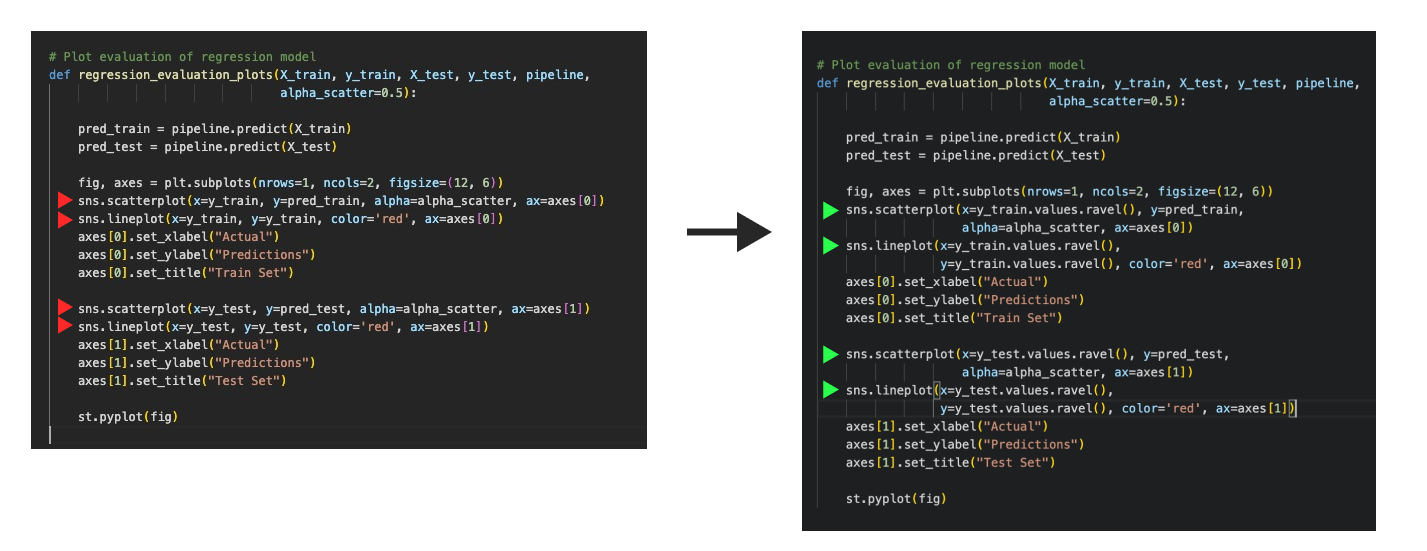 # Plot evaluation of regression model
def regression_evaluation_plots(X_train, y_train, X_test, y_test, pipeline,
alpha_scatter=0.5):
pred_train = pipeline.predict(X_train)
pred_test = pipeline.predict(X_test)
fig, axes = plt.subplots(nrows=1, ncols=2, figsize=(12, 6))
sns.scatterplot(x=y_train, y=pred_train, alpha=alpha_scatter, ax=axes[0])
sns.lineplot(x=y_train, y=y_train, color='red', ax=axes[0])
axes[0].set_xlabel("Actual")
axes[0].set_ylabel("Predictions")
axes[0].set_title("Train Set")
sns.scatterplot(x=y_test, y=pred_test, alpha=alpha_scatter, ax=axes[1])
sns.lineplot(x=y_test, y=y_test, color='red', ax=axes[1])
axes[1].set_xlabel("Actual")
axes[1].set_ylabel("Predictions")
axes[1].set_title("Test Set")
st.pyplot(fig)
# Plot evaluation of regression model
def regression_evaluation_plots(X_train, y_train, X_test, y_test, pipeline,
alpha_scatter=0.5):
pred_train = pipeline.predict(X_train)
pred_test = pipeline.predict(X_test)
fig, axes = plt.subplots(nrows=1, ncols=2, figsize=(12, 6))
sns.scatterplot(x=y_train.values.ravel(), y=pred_train,
alpha=alpha_scatter, ax=axes[0])
sns.lineplot(x=y_train.values.ravel(),
y=y_train.values.ravel(), color='red', ax=axes[0])
axes[0].set_xlabel("Actual")
axes[0].set_ylabel("Predictions")
axes[0].set_title("Train Set")
sns.scatterplot(x=y_test.values.ravel(), y=pred_test,
alpha=alpha_scatter, ax=axes[1])
sns.lineplot(x=y_test.values.ravel(),
y=y_test.values.ravel(), color='red', ax=axes[1])
axes[1].set_xlabel("Actual")
axes[1].set_ylabel("Predictions")
axes[1].set_title("Test Set")
st.pyplot(fig)